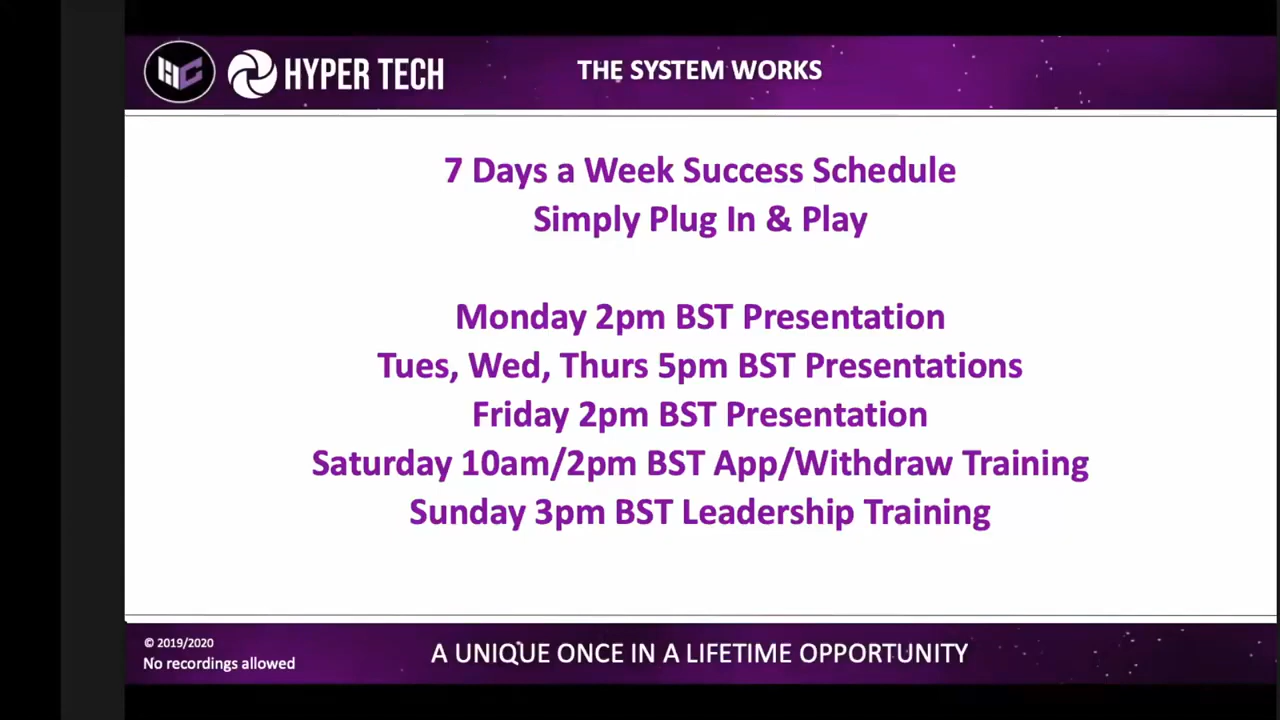 HC HYPER TECH
THE SYSTEM WORKS
7 Days a Week Success Schedule
Simply Plug In & Play
Monday 2pm BST Presentation
Tues, Wed, Thurs 5pm BST Presentations
Friday 2pm BST Presentation
Saturday 10am/2pm BST App/Withdraw Training
Sunday 3pm BST Leadership Training
© 2019/2020
No recordings allowed
A UNIQUE ONCE IN A LIFETIME OPPORTUNITY